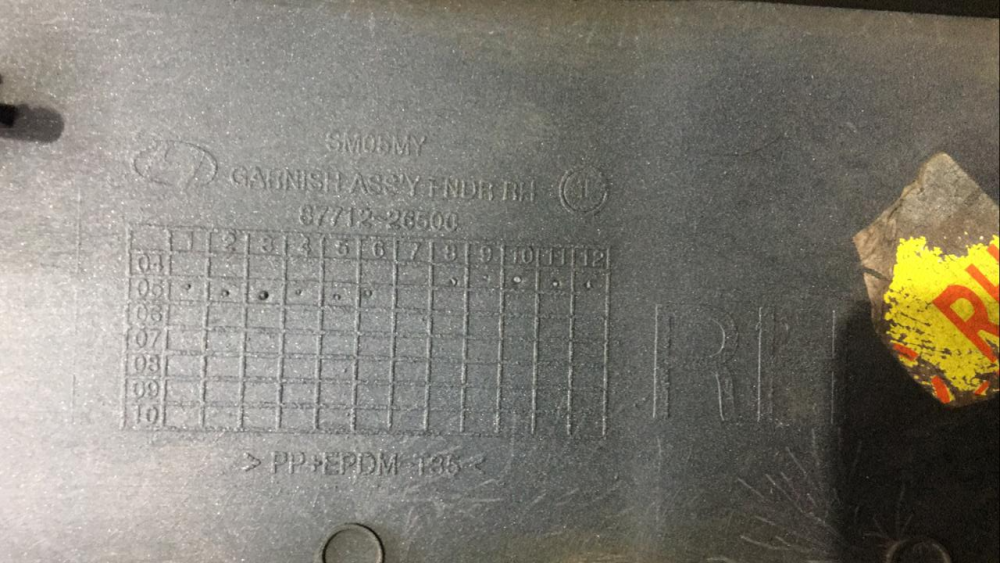 SM05MY
GARNISH ASS'Y FNDR RH
87712-26500
1 2 3 4 5 6 7 8 9 10 11 12
04
05
06
07
08
09
10
>PP+EPDM-T35<
RH